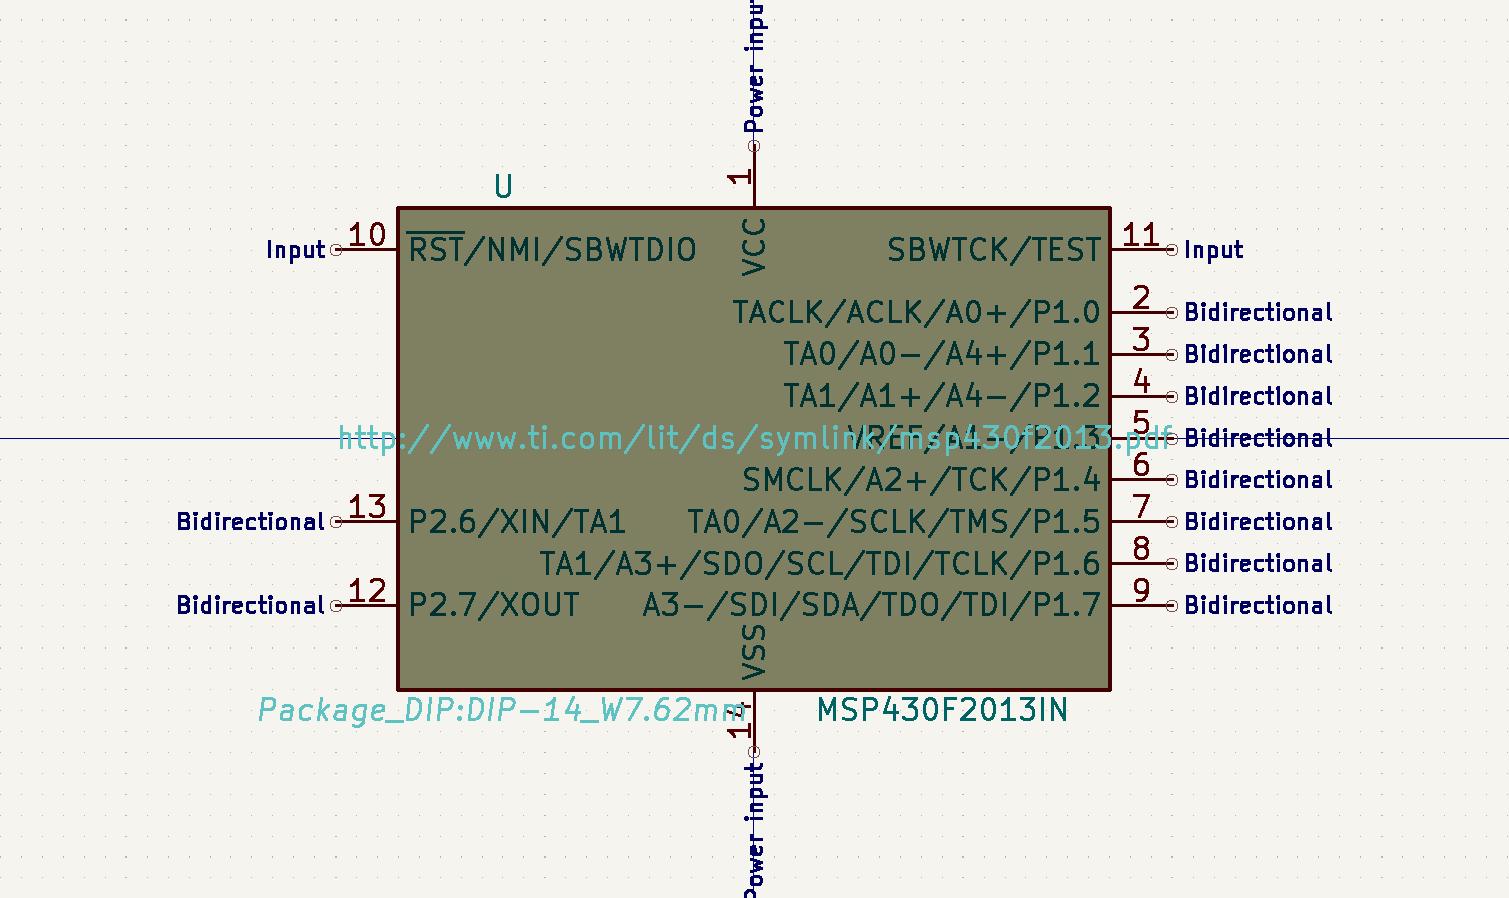 Power input
1
U
VCC
Input 10 RST/NMI/SBWTDIO SBWTCK/TEST 11 Input
TACLK/ACLK/A0+/P1.0 2 Bidirectional
TA0/A0-/A4+/P1.1 3 Bidirectional
TA1/A1+/A4-/P1.2 4 Bidirectional
http://www.ti.com/lit/ds/symlink/msp430f2013.pdf
5 Bidirectional
SMCLK/A2+/TCK/P1.4 6 Bidirectional
Bidirectional 13 P2.6/XIN/TA1 TA0/A2-/SCLK/TMS/P1.5 7 Bidirectional
TA1/A3+/SDO/SCL/TDI/TCLK/P1.6 8 Bidirectional
Bidirectional 12 P2.7/XOUT A3-/SDI/SDA/TDO/TDI/P1.7 9 Bidirectional
VSS
Package_DIP:DIP-14_W7.62mm
14
MSP430F2013IN
Power input